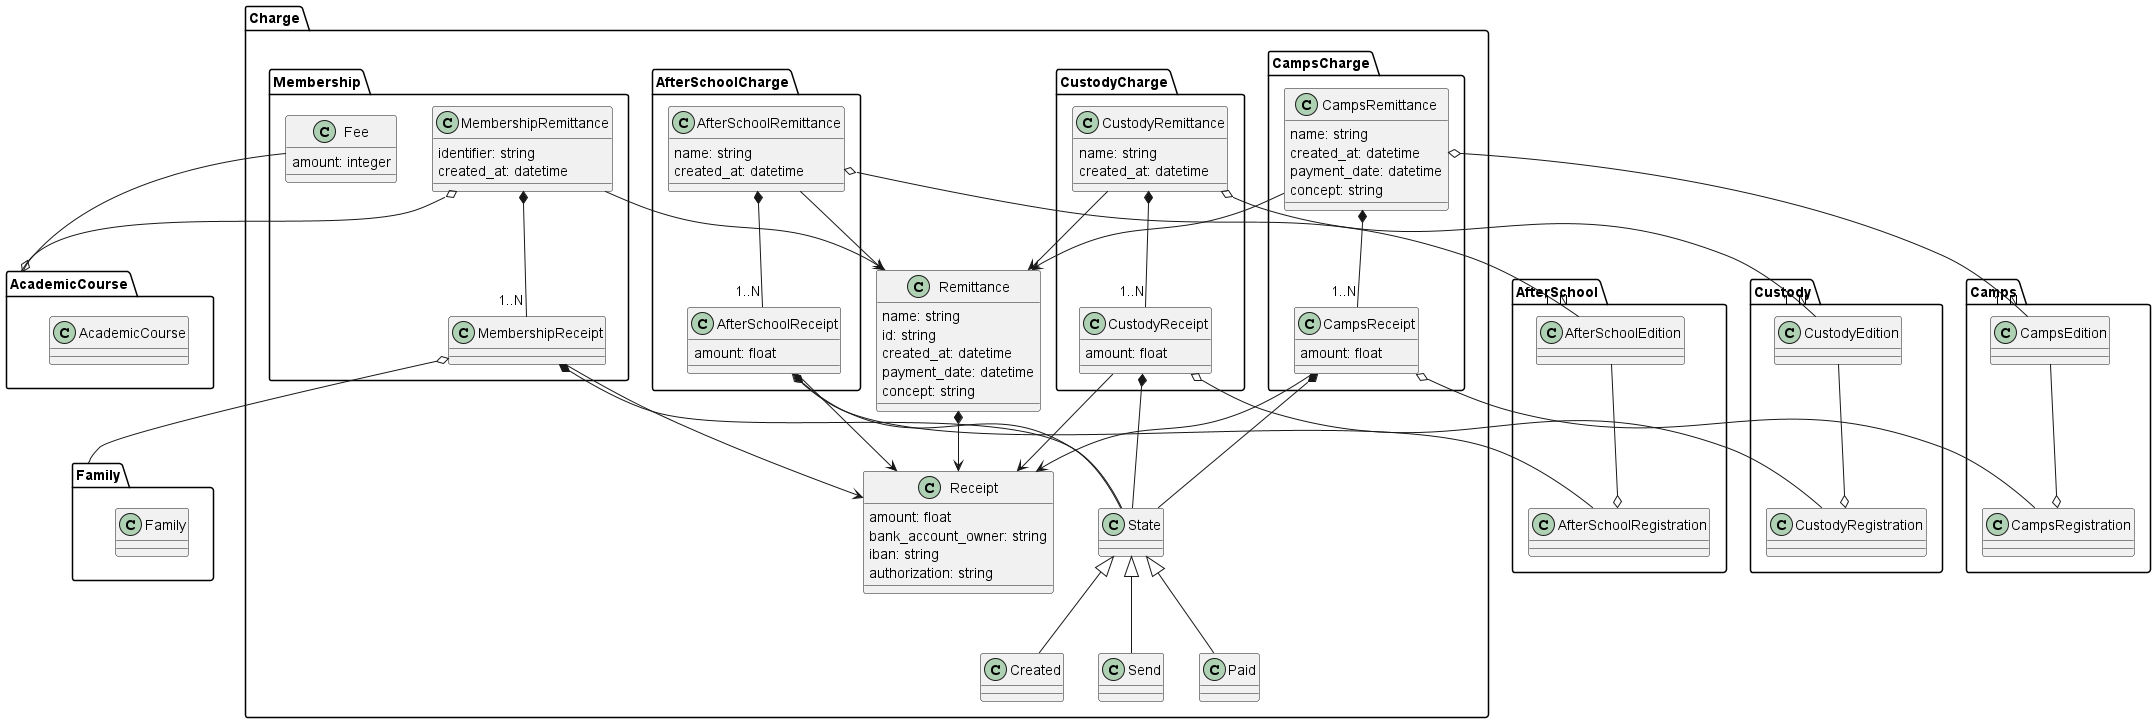 Charge
Membership
C Fee
amount: integer
C MembershipRemittance
identifier: string
created_at: datetime
1..N
C MembershipReceipt
AfterSchoolCharge
C AfterSchoolRemittance
name: string
created_at: datetime
1..N
C AfterSchoolReceipt
amount: float
CustodyCharge
C CustodyRemittance
name: string
created_at: datetime
1..N
C CustodyReceipt
amount: float
CampsCharge
C CampsRemittance
name: string
created_at: datetime
payment_date: datetime
concept: string
1..N
C CampsReceipt
amount: float
C Remittance
name: string
id: string
created_at: datetime
payment_date: datetime
concept: string
C Receipt
amount: float
bank_account_owner: string
iban: string
authorization: string
C State
C Created
C Send
C Paid
AcademicCourse
C AcademicCourse
Family
C Family
AfterSchool
C AfterSchoolEdition
C AfterSchoolRegistration
Custody
C CustodyEdition
C CustodyRegistration
Camps
C CampsEdition
C CampsRegistration